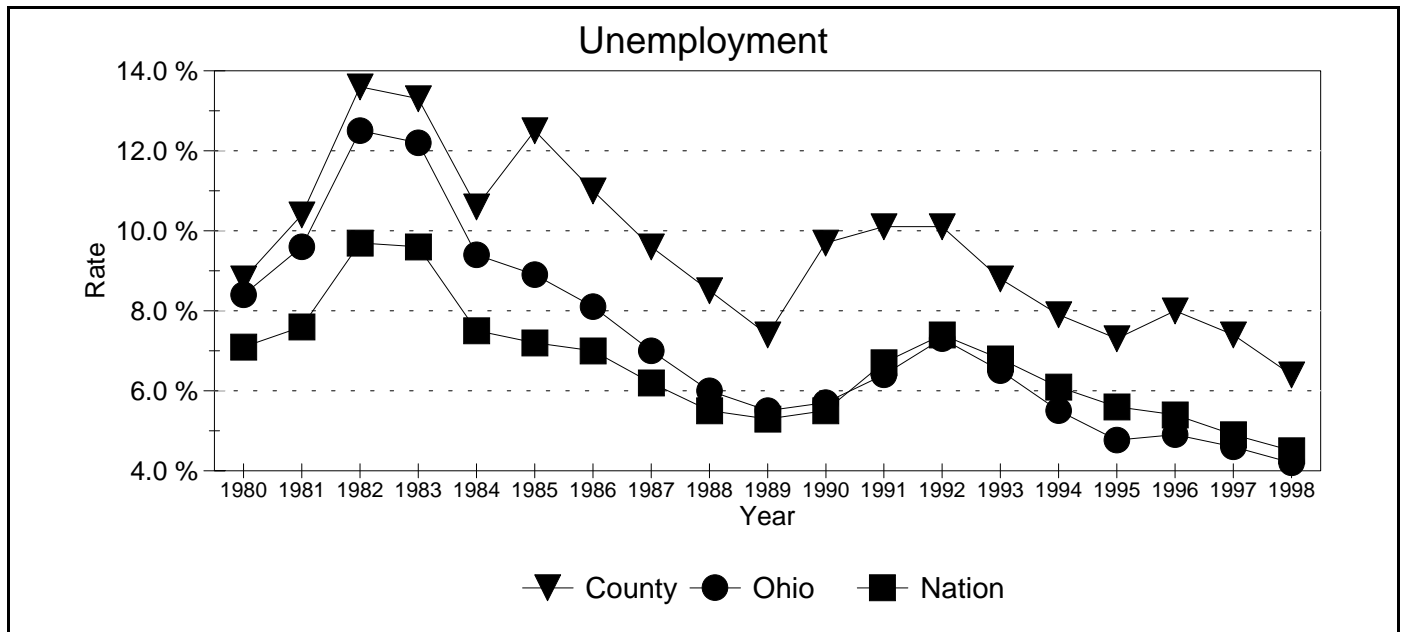 Unemployment
14.0 %
12.0 %
10.0 %
8.0 %
6.0 %
4.0 %
Rate
1980 1981 1982 1983 1984 1985 1986 1987 1988 1989 1990 1991 1992 1993 1994 1995 1996 1997 1998
Year
County Ohio Nation